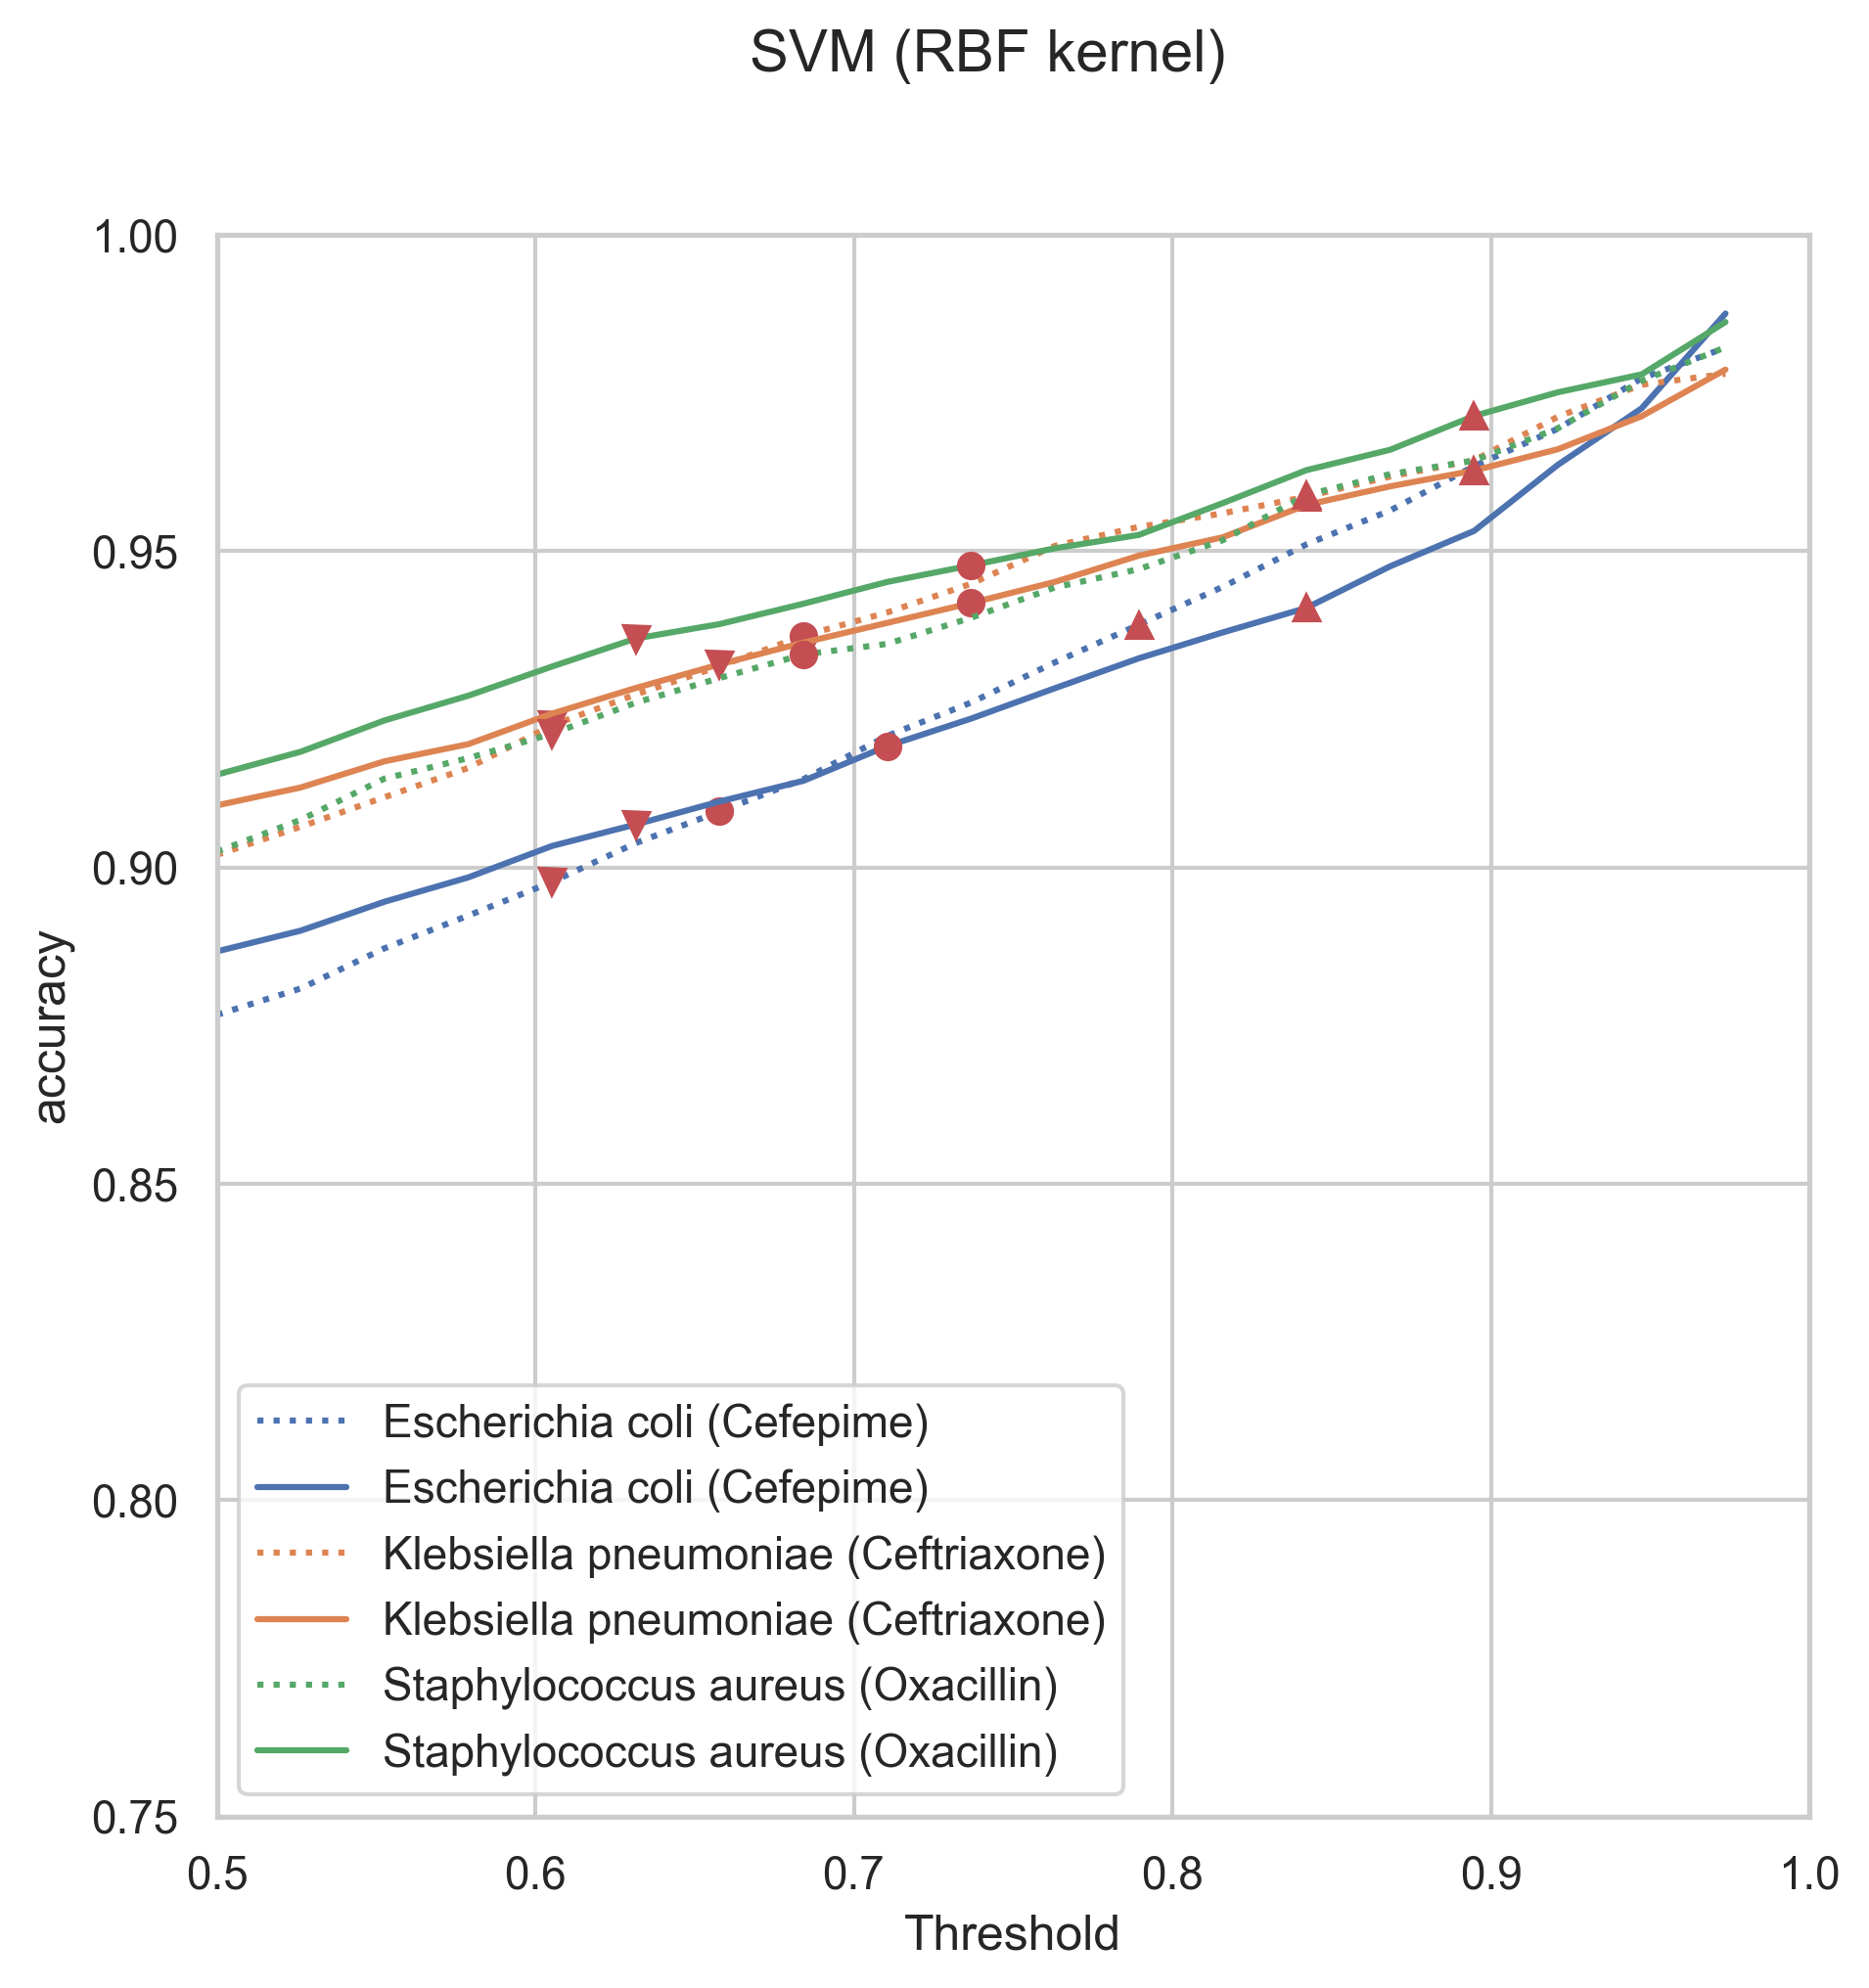 SVM (RBF kernel)
1.00
0.95
0.90
0.85
0.80
0.75
accuracy
Escherichia coli (Cefepime)
Escherichia coli (Cefepime)
Klebsiella pneumoniae (Ceftriaxone)
Klebsiella pneumoniae (Ceftriaxone)
Staphylococcus aureus (Oxacillin)
Staphylococcus aureus (Oxacillin)
0.5 0.6 0.7 0.8 0.9 1.0
Threshold